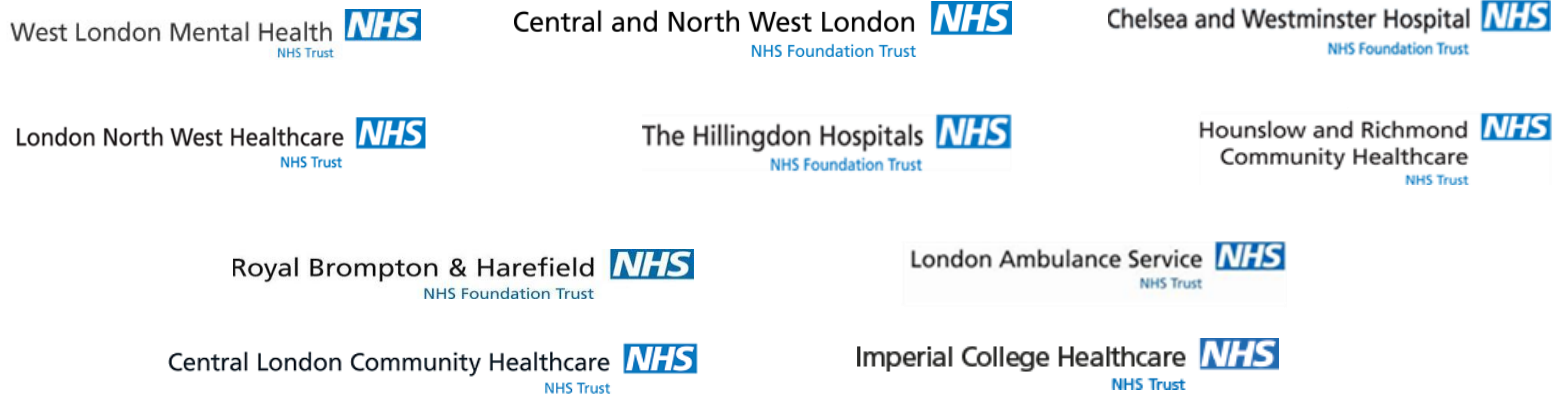 West London Mental Health NHS
NHS Trust
Central and North West London NHS
NHS Foundation Trust
Chelsea and Westminster Hospital NHS
NHS Foundation Trust
London North West Healthcare NHS
NHS Trust
The Hillingdon Hospitals NHS
NHS Foundation Trust
Hounslow and Richmond NHS
Community Healthcare
NHS Trust
Royal Brompton & Harefield NHS
NHS Foundation Trust
London Ambulance Service NHS
NHS Trust
Central London Community Healthcare NHS
NHS Trust
Imperial College Healthcare NHS
NHS Trust